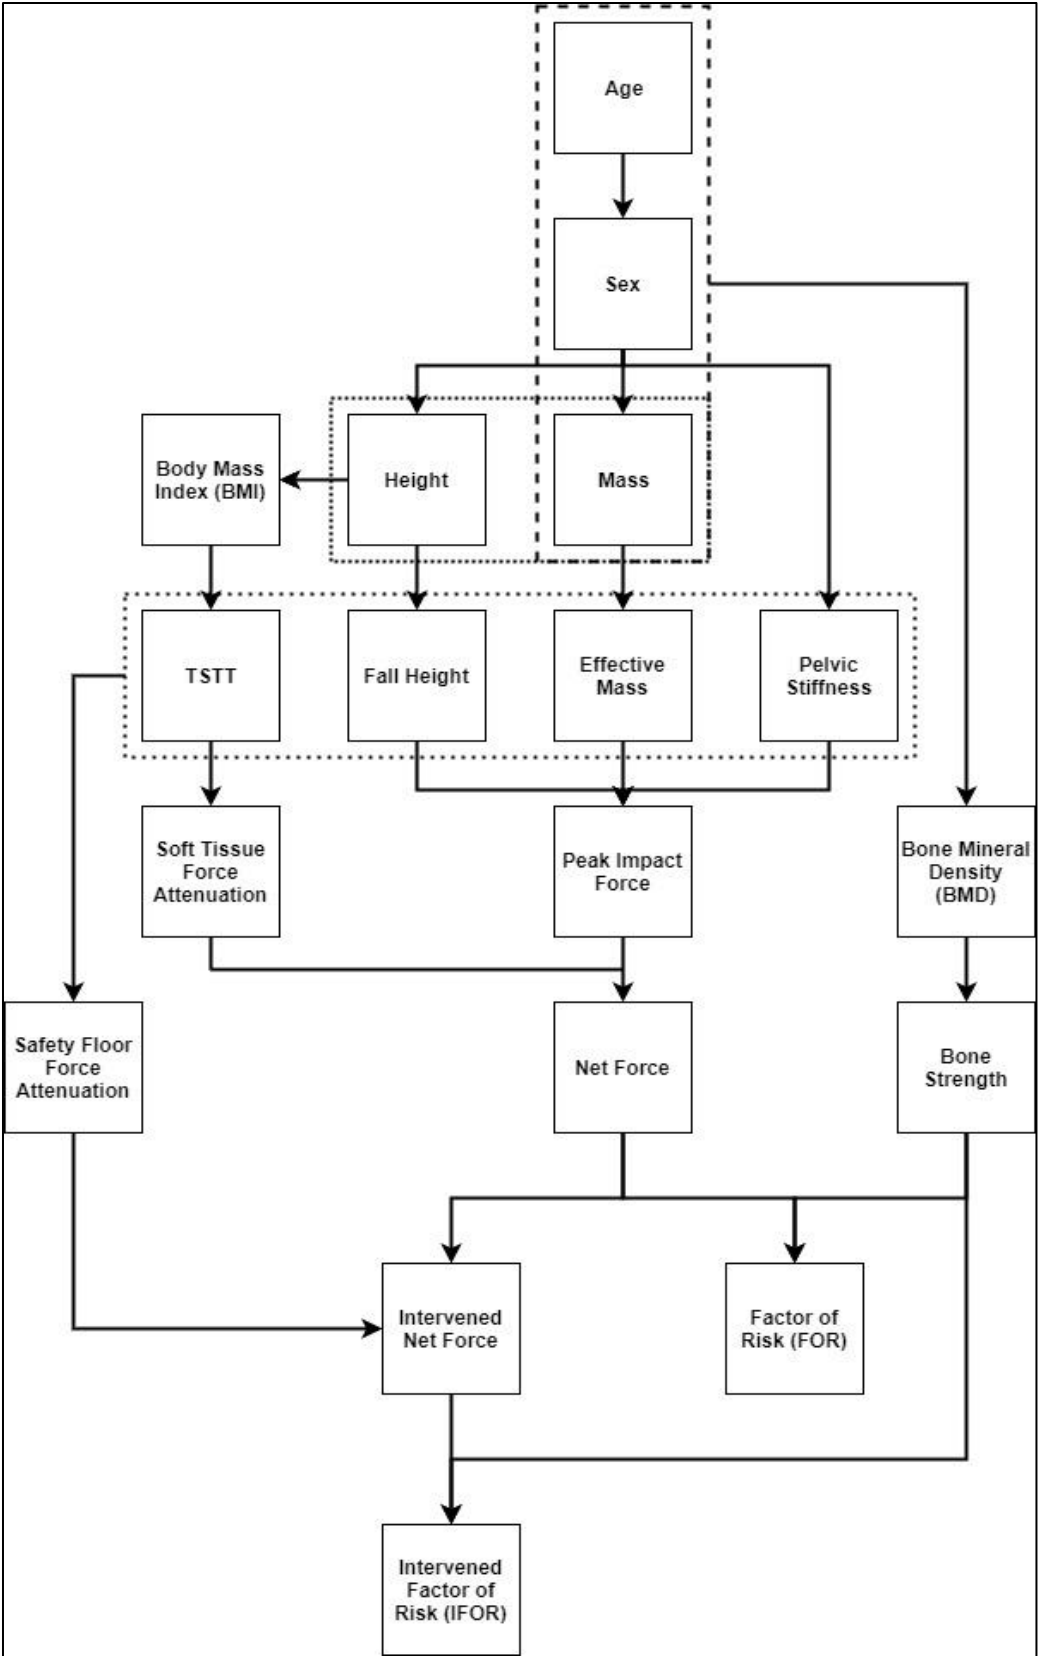 Age
Sex
Body Mass
Index (BMI)
Height
Mass
TSTT
Fall Height
Effective
Mass
Pelvic
Stiffness
Soft Tissue
Force
Attenuation
Peak Impact
Force
Bone Mineral
Density
(BMD)
Safety Floor
Force
Attenuation
Net Force
Bone
Strength
Intervened
Net Force
Factor of
Risk (FOR)
Intervened
Factor of
Risk (IFOR)